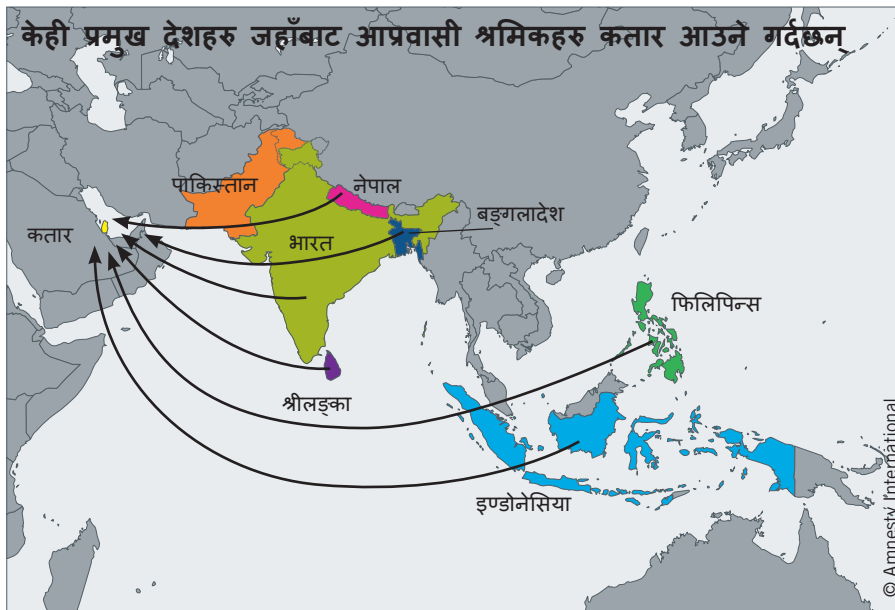 केही प्रमुख देशहरु जहाँबाट आप्रवासी श्रमिकहरु कतार आउने गर्दछन्
पाकिस्तान
नेपाल
बङ्गलादेश
कतार
भारत
फिलिपिन्स
श्रीलङ्का
इण्डोनेसिया
© Amnesty International